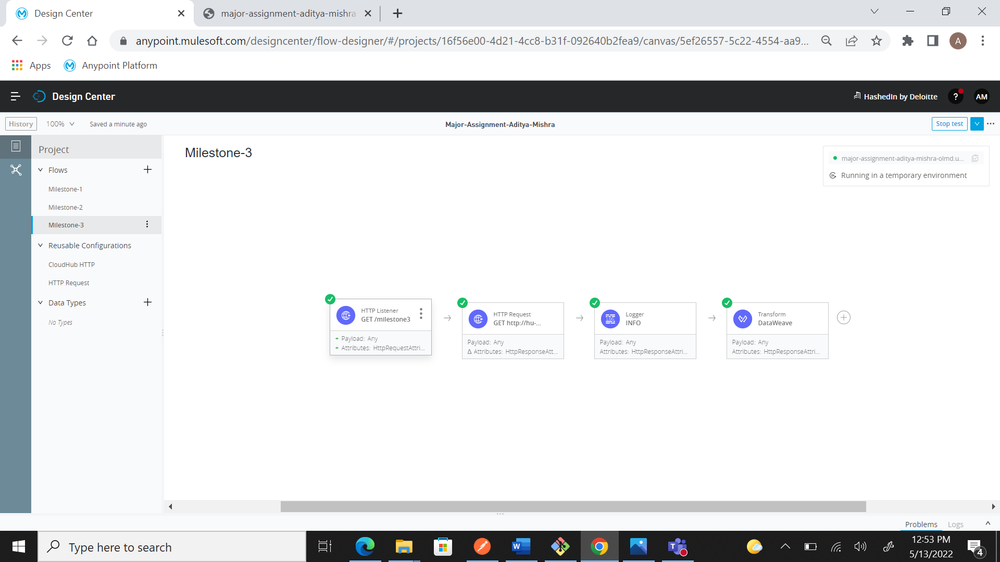 Design Center
major-assignment-aditya-mishra
anypoint.mulesoft.com/designcenter/flow-designer/#/projects/16f56e00-4d21-4cc8-b31f-092640b2fea9/canvas/5ef26557-5c22-4554-aa9...
A
Apps
Anypoint Platform
Design Center
HashedIn by Deloitte
?
AM
History
100%
Saved a minute ago
Major-Assignment-Aditya-Mishra
Stop test
Project
Milestone-3
major-assignment-aditya-mishra-olmd.u...
Running in a temporary environment
Flows
Milestone-1
Milestone-2
Milestone-3
Reusable Configurations
CloudHub HTTP
HTTP Request
Data Types
No Types
HTTP Listener
GET /milestone3
+ Payload: Any
+ Attributes: HttpRequestAttri...
HTTP Request
GET http://hu-...
Payload: Any
Δ Attributes: HttpResponseAtt...
LOG
Logger
INFO
Payload: Any
Attributes: HttpResponseAttri...
Transform
DataWeave
Payload: Any
Attributes: HttpResponseAttri...
Problems
Logs
Type here to search
W
T
12:53 PM
5/13/2022
4